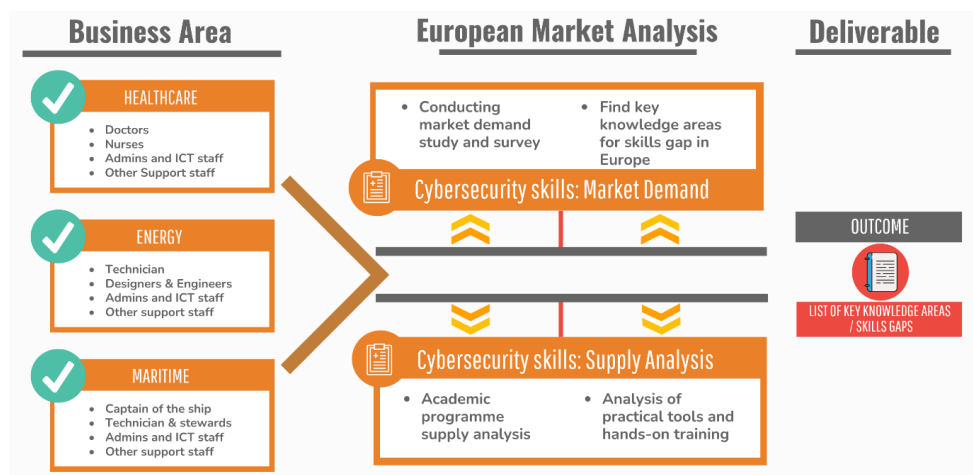 Business Area
European Market Analysis
Deliverable
HEALTHCARE
• Doctors
• Nurses
• Admins and ICT staff
• Other Support staff
ENERGY
• Technician
• Designers & Engineers
• Admins and ICT staff
• Other support staff
MARITIME
• Captain of the ship
• Technician & stewards
• Admins and ICT staff
• Other support staff
• Conducting
market demand
study and survey
• Find key
knowledge areas
for skills gap in
Europe
Cybersecurity skills: Market Demand
Cybersecurity skills: Supply Analysis
• Academic
programme
supply analysis
• Analysis of
practical tools and
hands-on training
OUTCOME
LIST OF KEY KNOWLEDGE AREAS
/ SKILLS GAPS